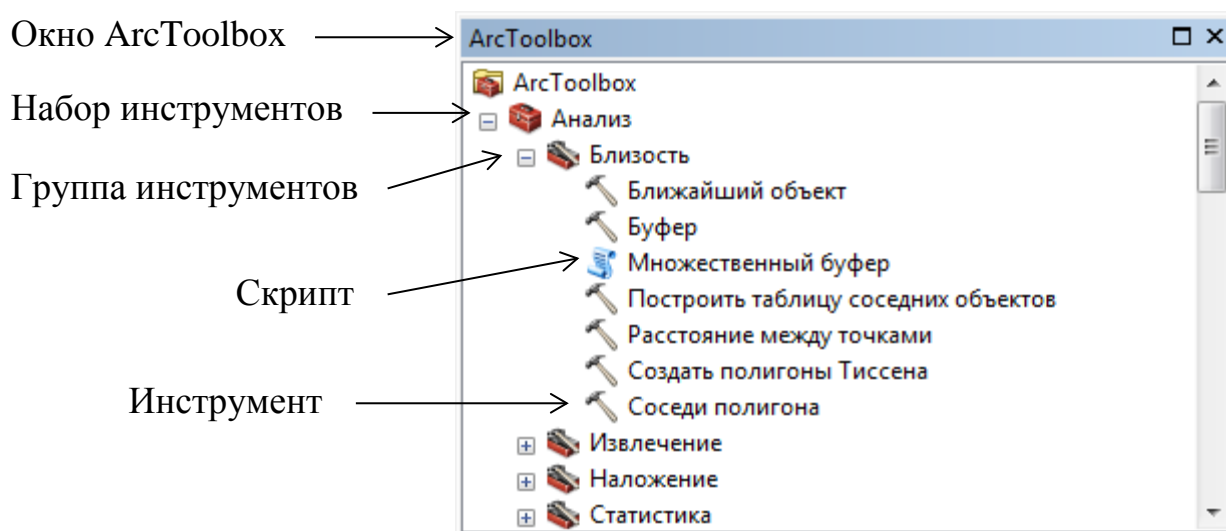 Окно ArcToolbox
ArcToolbox
ArcToolbox
Набор инструментов
Анализ
Группа инструментов
Близость
Ближайший объект
Буфер
Скрипт
Множественный буфер
Построить таблицу соседних объектов
Расстояние между точками
Создать полигоны Тиссена
Инструмент
Соседи полигона
Извлечение
Наложение
Статистика